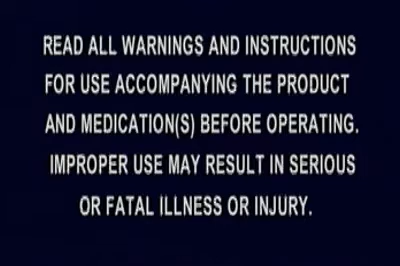 READ ALL WARNINGS AND INSTRUCTIONS
FOR USE ACCOMPANYING THE PRODUCT
AND MEDICATION(S) BEFORE OPERATING.
IMPROPER USE MAY RESULT IN SERIOUS
OR FATAL ILLNESS OR INJURY.